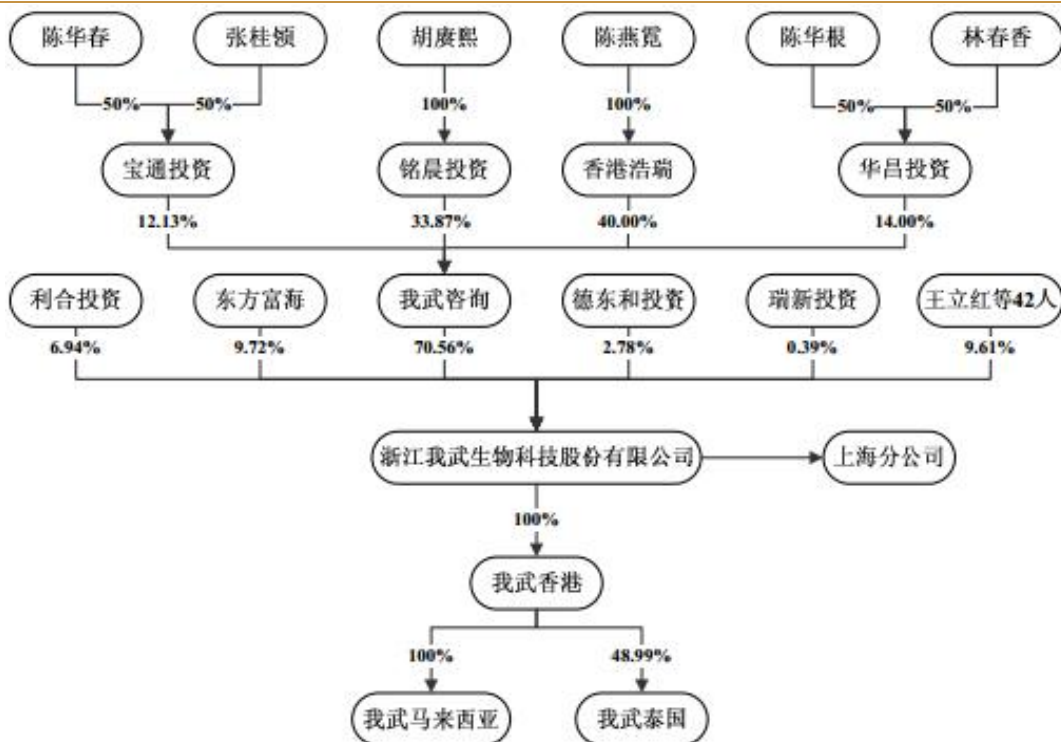 陈华春 张桂领 胡赓熙 陈燕霓 陈华根 林春香
50% 50% 100% 100% 50% 50%
宝通投资 铭晨投资 香港浩瑞 华昌投资
12.13% 33.87% 40.00% 14.00%
利合投资 东方富海 我武咨询 德东和投资 瑞新投资 王立红等42人
6.94% 9.72% 70.56% 2.78% 0.39% 9.61%
浙江我武生物科技股份有限公司 上海分公司
100%
我武香港
100% 48.99%
我武马来西亚 我武泰国